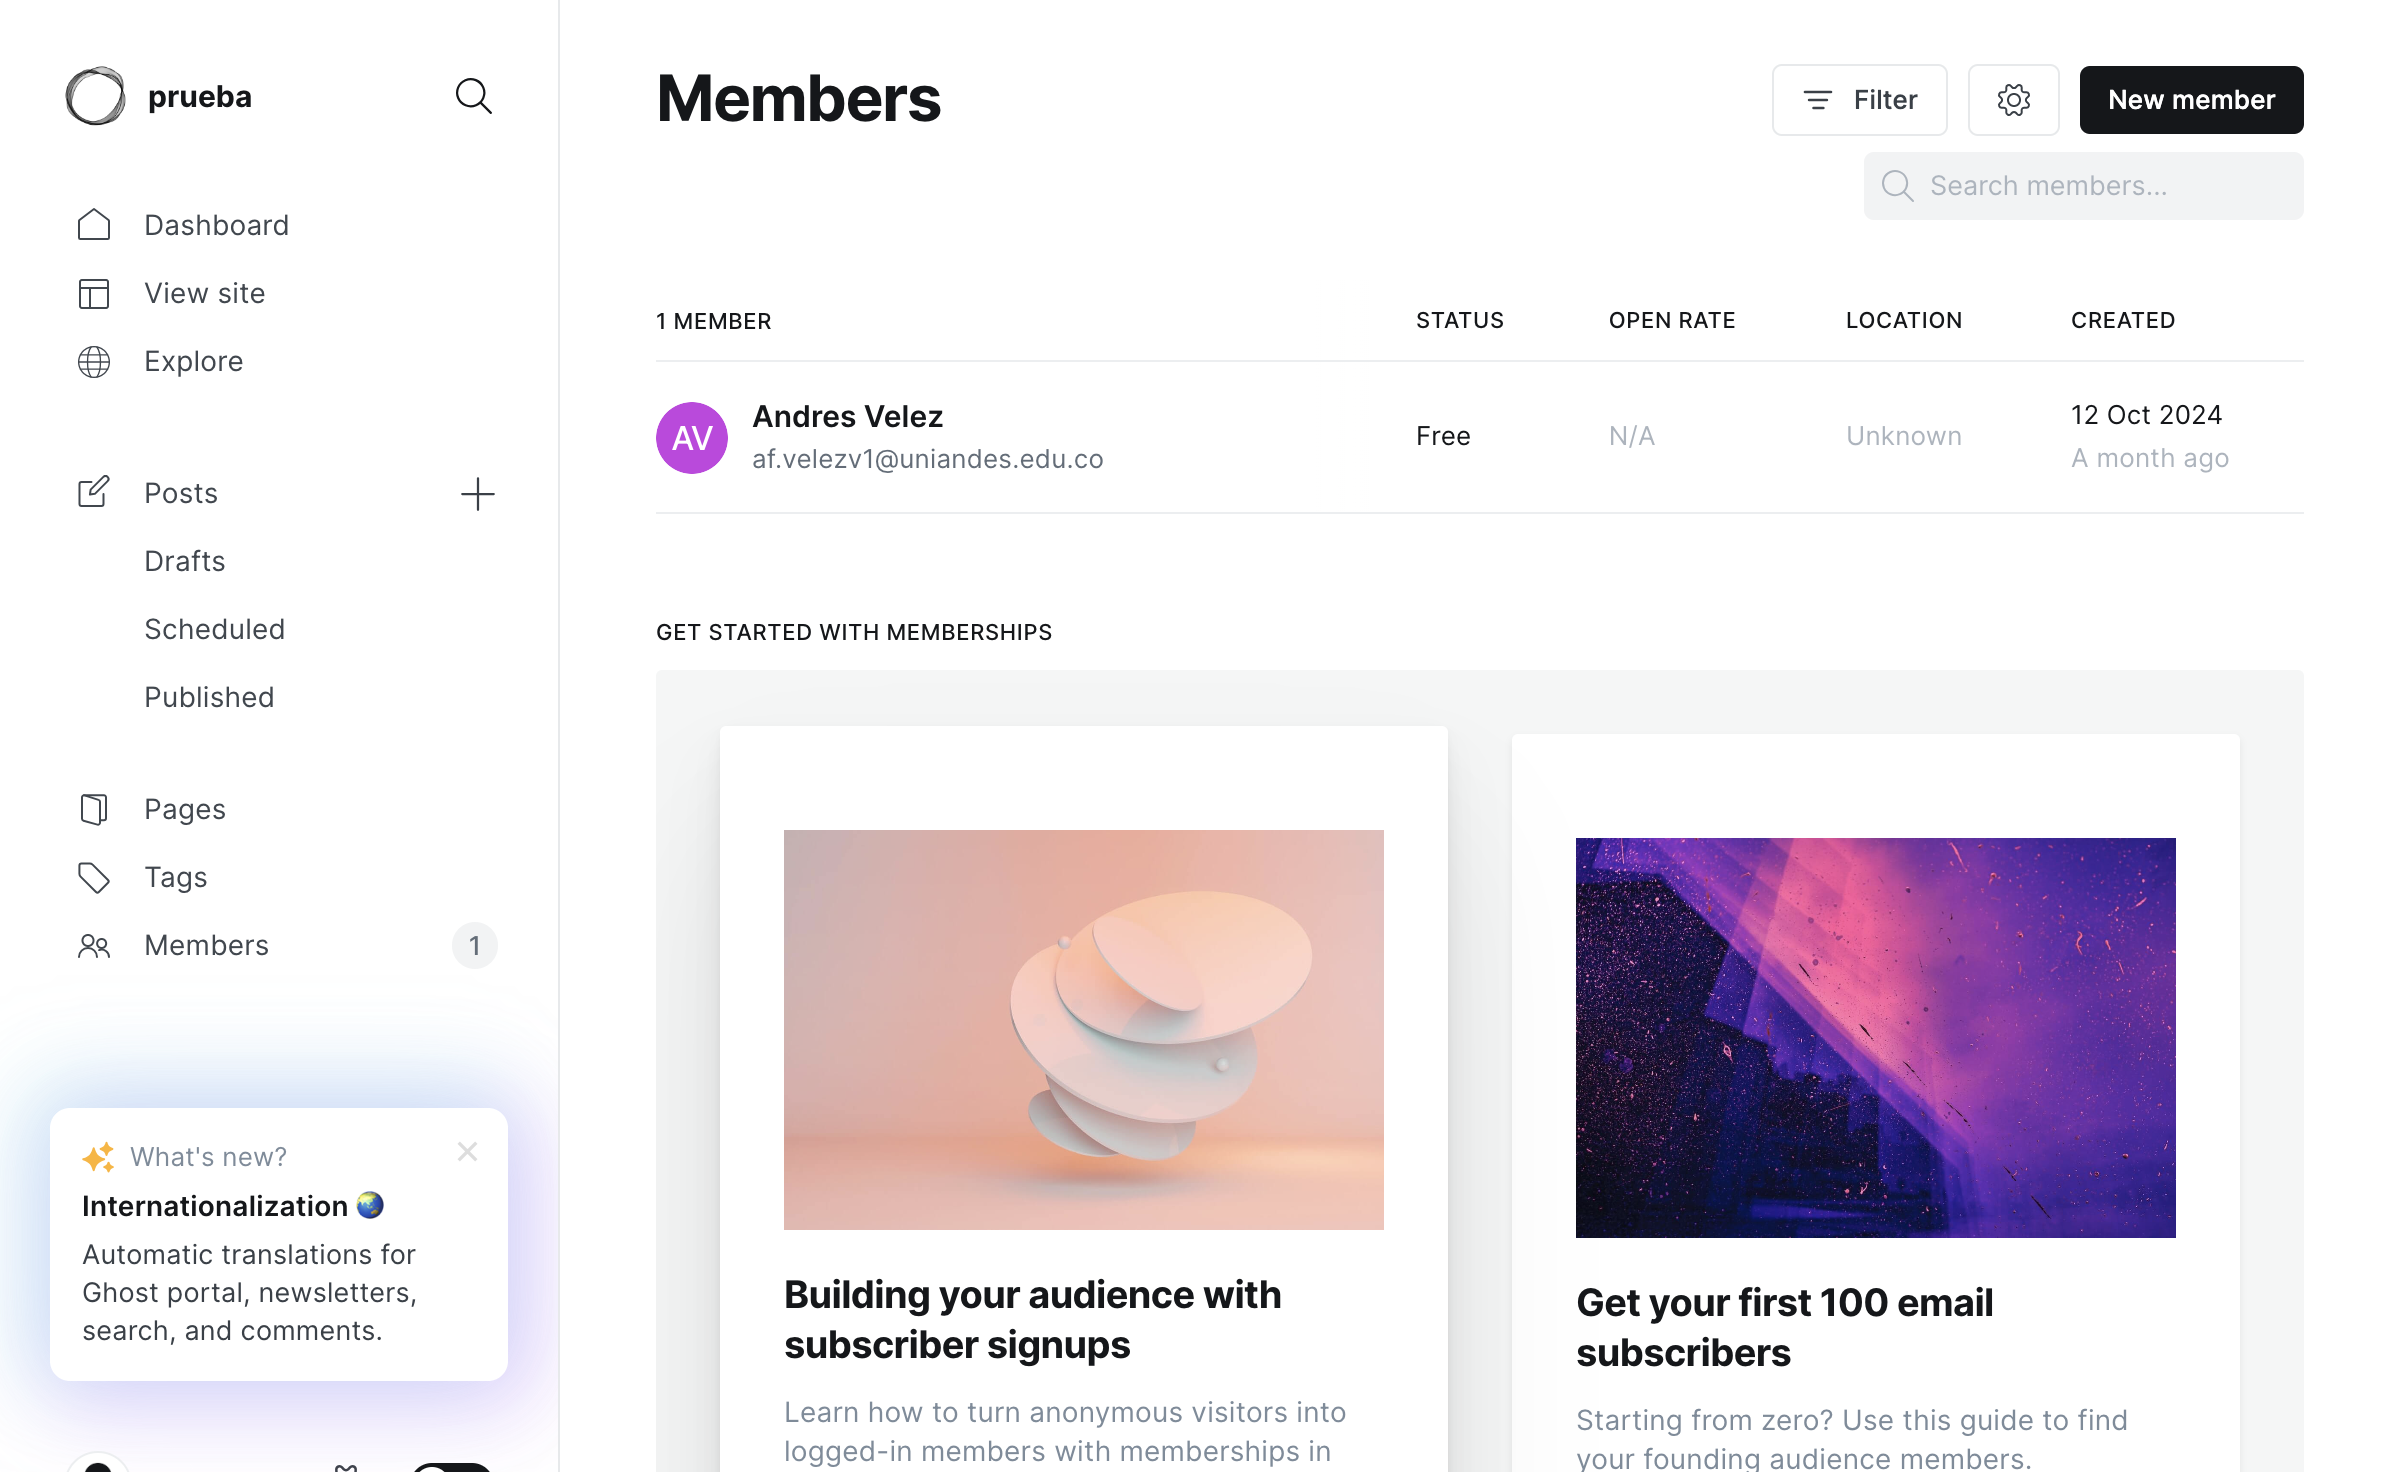 prueba
Dashboard
View site
Explore
Posts
Drafts
Scheduled
Published
Pages
Tags
Members
1
What's new?
Internationalization 🌏
Automatic translations for
Ghost portal, newsletters,
search, and comments.
Members
Filter
New member
Search members...
1 MEMBER STATUS OPEN RATE LOCATION CREATED
AV
Andres Velez
af.velezv1@uniandes.edu.co
Free
N/A
Unknown
12 Oct 2024
A month ago
GET STARTED WITH MEMBERSHIPS
Building your audience with
subscriber signups
Learn how to turn anonymous visitors into
logged-in members with memberships in
Get your first 100 email
subscribers
Starting from zero? Use this guide to find
your founding audience members.